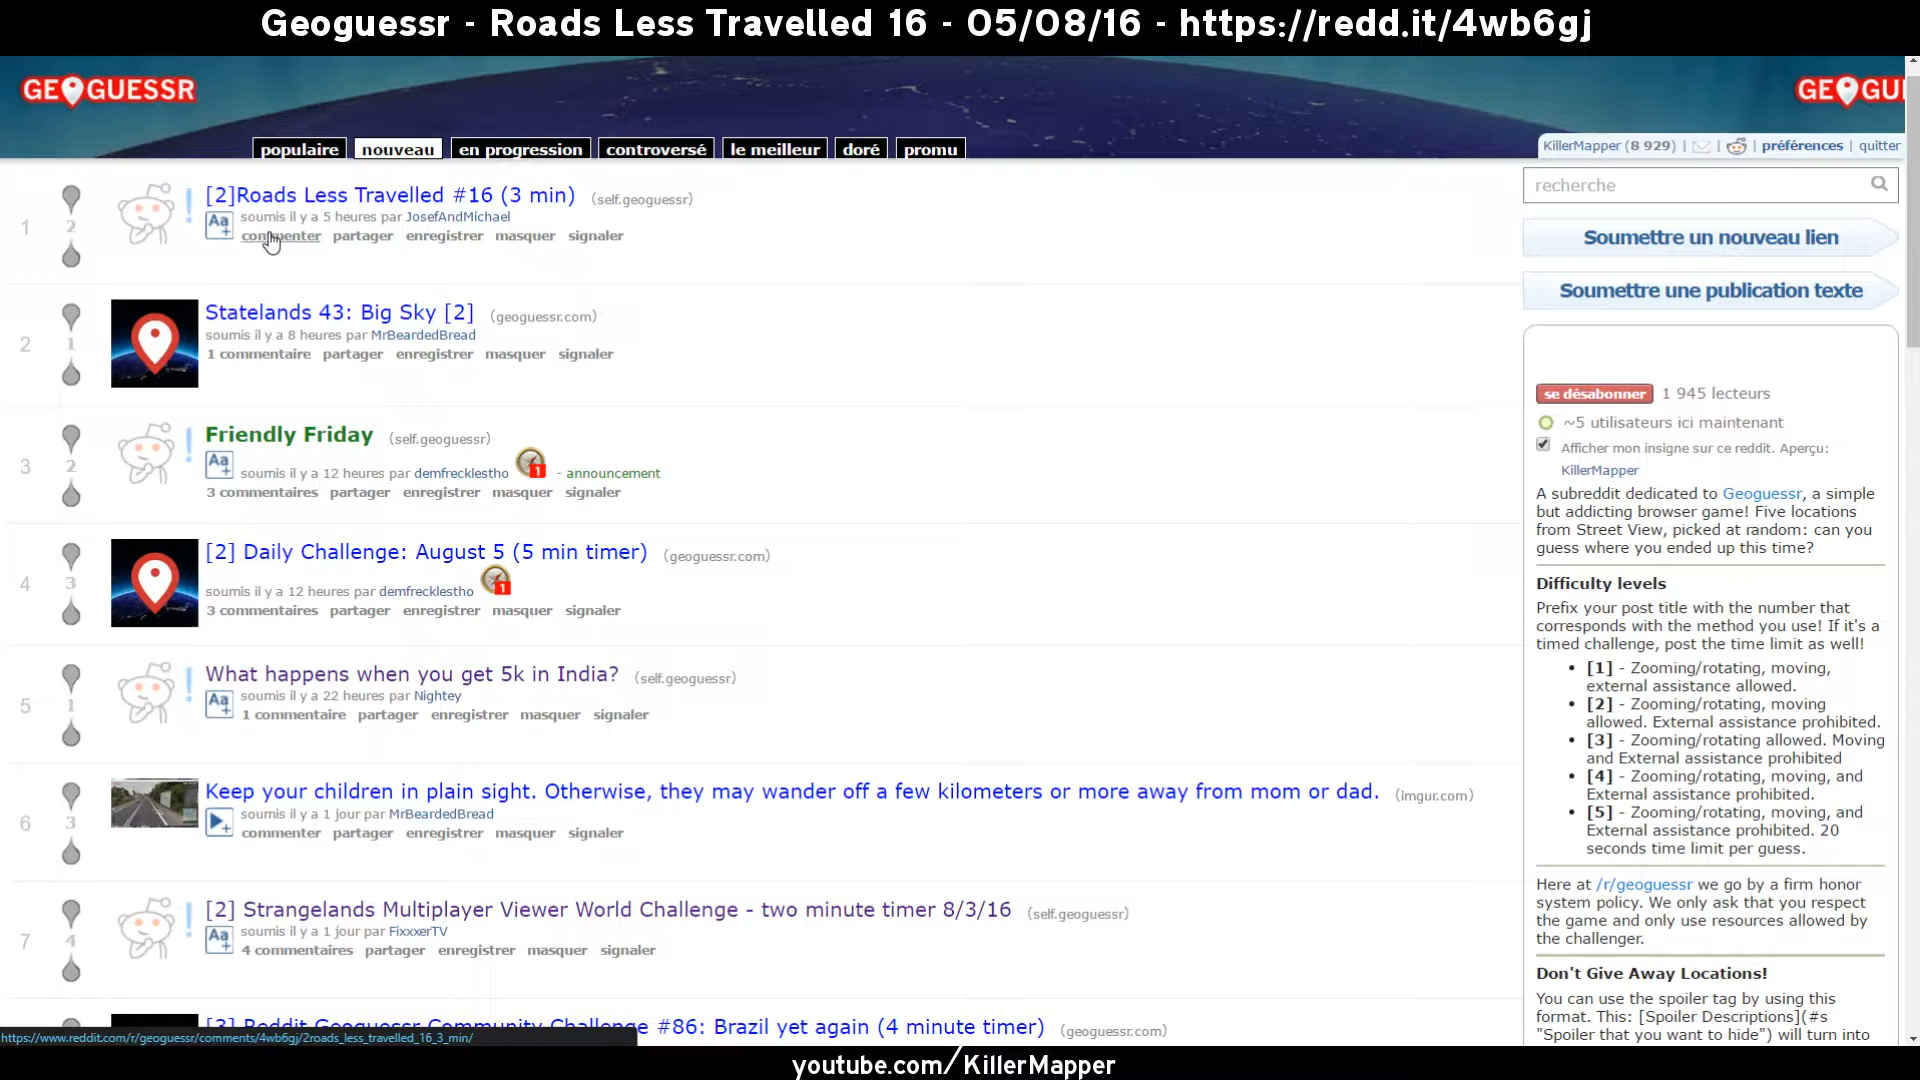 Geoguessr - Roads Less Travelled 16 - 05/08/16 - https://redd.it/4wb6gj
GEOGUESSR
GEOGU
populaire nouveau en progression controversé le meilleur doré promu
KillerMapper (8 929) | | | préférences | quitter
1
2
[2]Roads Less Travelled #16 (3 min) (self.geoguessr)
soumis il y a 5 heures par JosefAndMichael
commenter partager enregistrer masquer signaler
2
1
Statelands 43: Big Sky [2] (geoguessr.com)
soumis il y a 8 heures par MrBeardedBread
1 commentaire partager enregistrer masquer signaler
3
2
Friendly Friday (self.geoguessr)
soumis il y a 12 heures par demfrecklestho 1 - announcement
3 commentaires partager enregistrer masquer signaler
4
3
[2] Daily Challenge: August 5 (5 min timer) (geoguessr.com)
soumis il y a 12 heures par demfrecklestho 1
3 commentaires partager enregistrer masquer signaler
5
1
What happens when you get 5k in India? (self.geoguessr)
soumis il y a 22 heures par Nightey
1 commentaire partager enregistrer masquer signaler
6
3
Keep your children in plain sight. Otherwise, they may wander off a few kilometers or more away from mom or dad. (imgur.com)
soumis il y a 1 jour par MrBeardedBread
commenter partager enregistrer masquer signaler
7
4
[2] Strangelands Multiplayer Viewer World Challenge - two minute timer 8/3/16 (self.geoguessr)
soumis il y a 1 jour par FixxxerTV
4 commentaires partager enregistrer masquer signaler
[3] Reddit Geoguessr Community Challenge #86: Brazil yet again (4 minute timer) (geoguessr.com)
https://www.reddit.com/r/geoguessr/comments/4wb6gj/2roads_less_travelled_16_3_min/
recherche
Soumettre un nouveau lien
Soumettre une publication texte
se désabonner 1 945 lecteurs
~5 utilisateurs ici maintenant
Afficher mon insigne sur ce reddit. Aperçu:
KillerMapper
A subreddit dedicated to Geoguessr, a simple
but addicting browser game! Five locations
from Street View, picked at random: can you
guess where you ended up this time?
Difficulty levels
Prefix your post title with the number that
corresponds with the method you use! If it's a
timed challenge, post the time limit as well!
• [1] - Zooming/rotating, moving,
external assistance allowed.
• [2] - Zooming/rotating, moving
allowed. External assistance prohibited.
• [3] - Zooming/rotating allowed. Moving
and External assistance prohibited
• [4] - Zooming/rotating, moving, and
External assistance prohibited.
• [5] - Zooming/rotating, moving, and
External assistance prohibited. 20
seconds time limit per guess.
Here at /r/geoguessr we go by a firm honor
system policy. We only ask that you respect
the game and only use resources allowed by
the challenger.
Don't Give Away Locations!
You can use the spoiler tag by using this
format. This: [Spoiler Descriptions](#s
"Spoiler that you want to hide") will turn into
youtube.com/KillerMapper